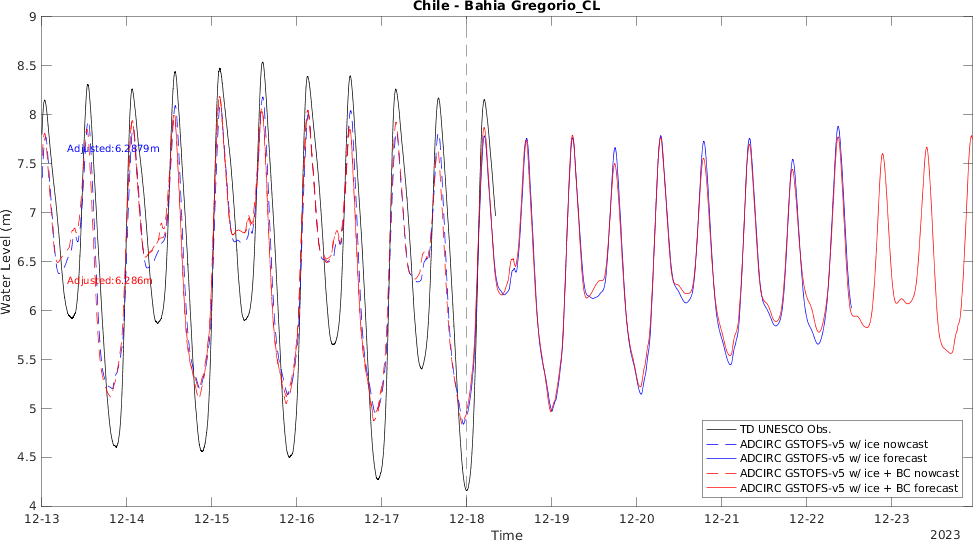 Chile - Bahia Gregorio_CL
Water Level (m)
9
8.5
8
7.5
7
6.5
6
5.5
5
4.5
4
Adjusted:6.2879m
Adjusted:6.286m
TD UNESCO Obs.
ADCIRC GSTOFS-v5 w/ ice nowcast
ADCIRC GSTOFS-v5 w/ ice forecast
ADCIRC GSTOFS-v5 w/ ice + BC nowcast
ADCIRC GSTOFS-v5 w/ ice + BC forecast
12-13 12-14 12-15 12-16 12-17 12-18 12-19 12-20 12-21 12-22 12-23
Time
2023